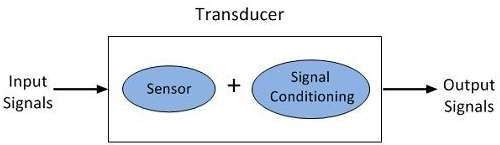 Transducer
Input
Signals
Sensor
+
Signal
Conditioning
Output
Signals